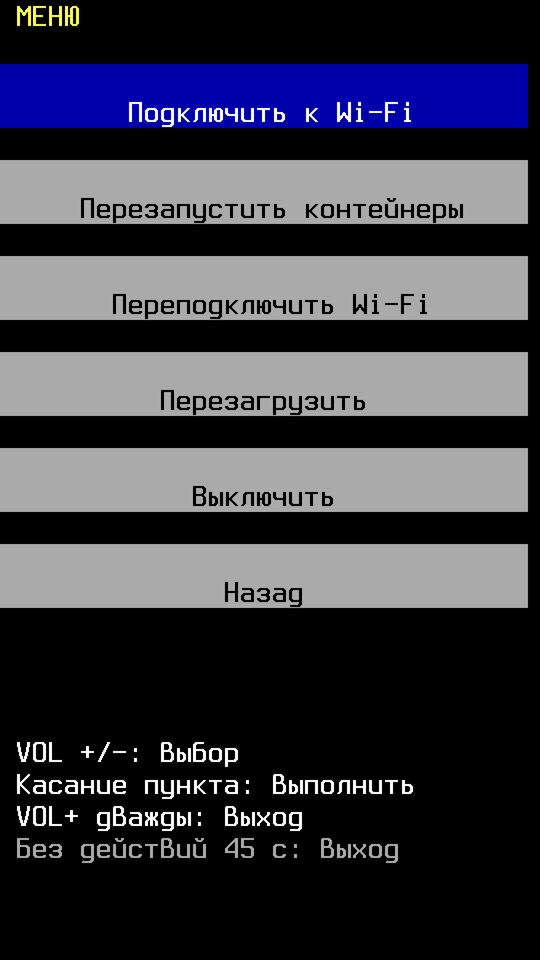 МЕНЮ
Подключить к Wi-Fi
Перезапустить контейнеры
Переподключить Wi-Fi
Перезагрузить
Выключить
Назад
VOL +/-: Выбор
Касание пункта: Выполнить
VOL+ дважды: Выход
Без действий 45 с: Выход